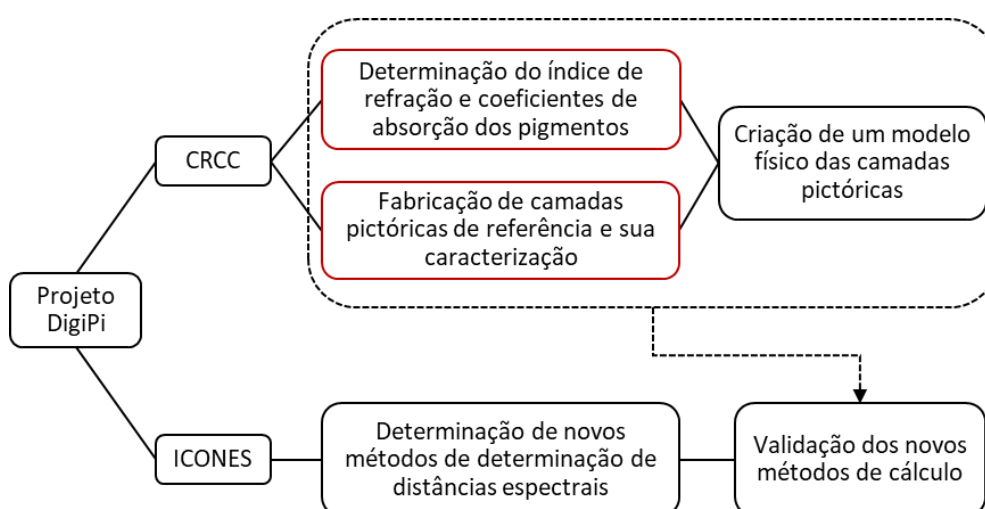 Determinação do índice de
refração e coeficientes de
absorção dos pigmentos
CRCC
Criação de um modelo
físico das camadas
pictóricas
Fabricação de camadas
pictóricas de referência e sua
caracterização
Projeto
DigiPi
ICONES
Determinação de novos
métodos de determinação de
distâncias espectrais
Validação dos novos
métodos de cálculo